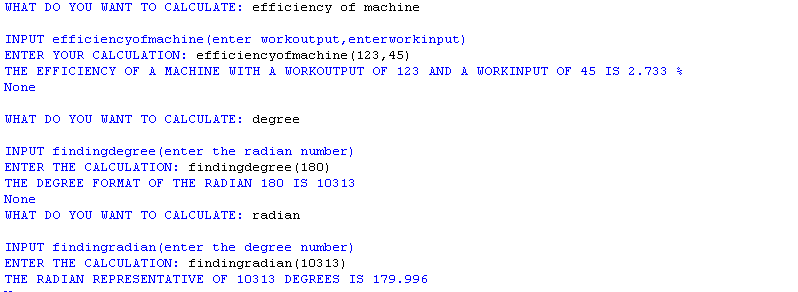 WHAT DO YOU WANT TO CALCULATE: efficiency of machine
INPUT efficiencyofmachine(enter workoutput,enterworkinput)
ENTER YOUR CALCULATION: efficiencyofmachine(123,45)
THE EFFICIENCY OF A MACHINE WITH A WORKOUTPUT OF 123 AND A WORKINPUT OF 45 IS 2.733 %
None
WHAT DO YOU WANT TO CALCULATE: degree
INPUT findingdegree(enter the radian number)
ENTER THE CALCULATION: findingdegree(180)
THE DEGREE FORMAT OF THE RADIAN 180 IS 10313
None
WHAT DO YOU WANT TO CALCULATE: radian
INPUT findingradian(enter the degree number)
ENTER THE CALCULATION: findingradian(10313)
THE RADIAN REPRESENTATIVE OF 10313 DEGREES IS 179.996